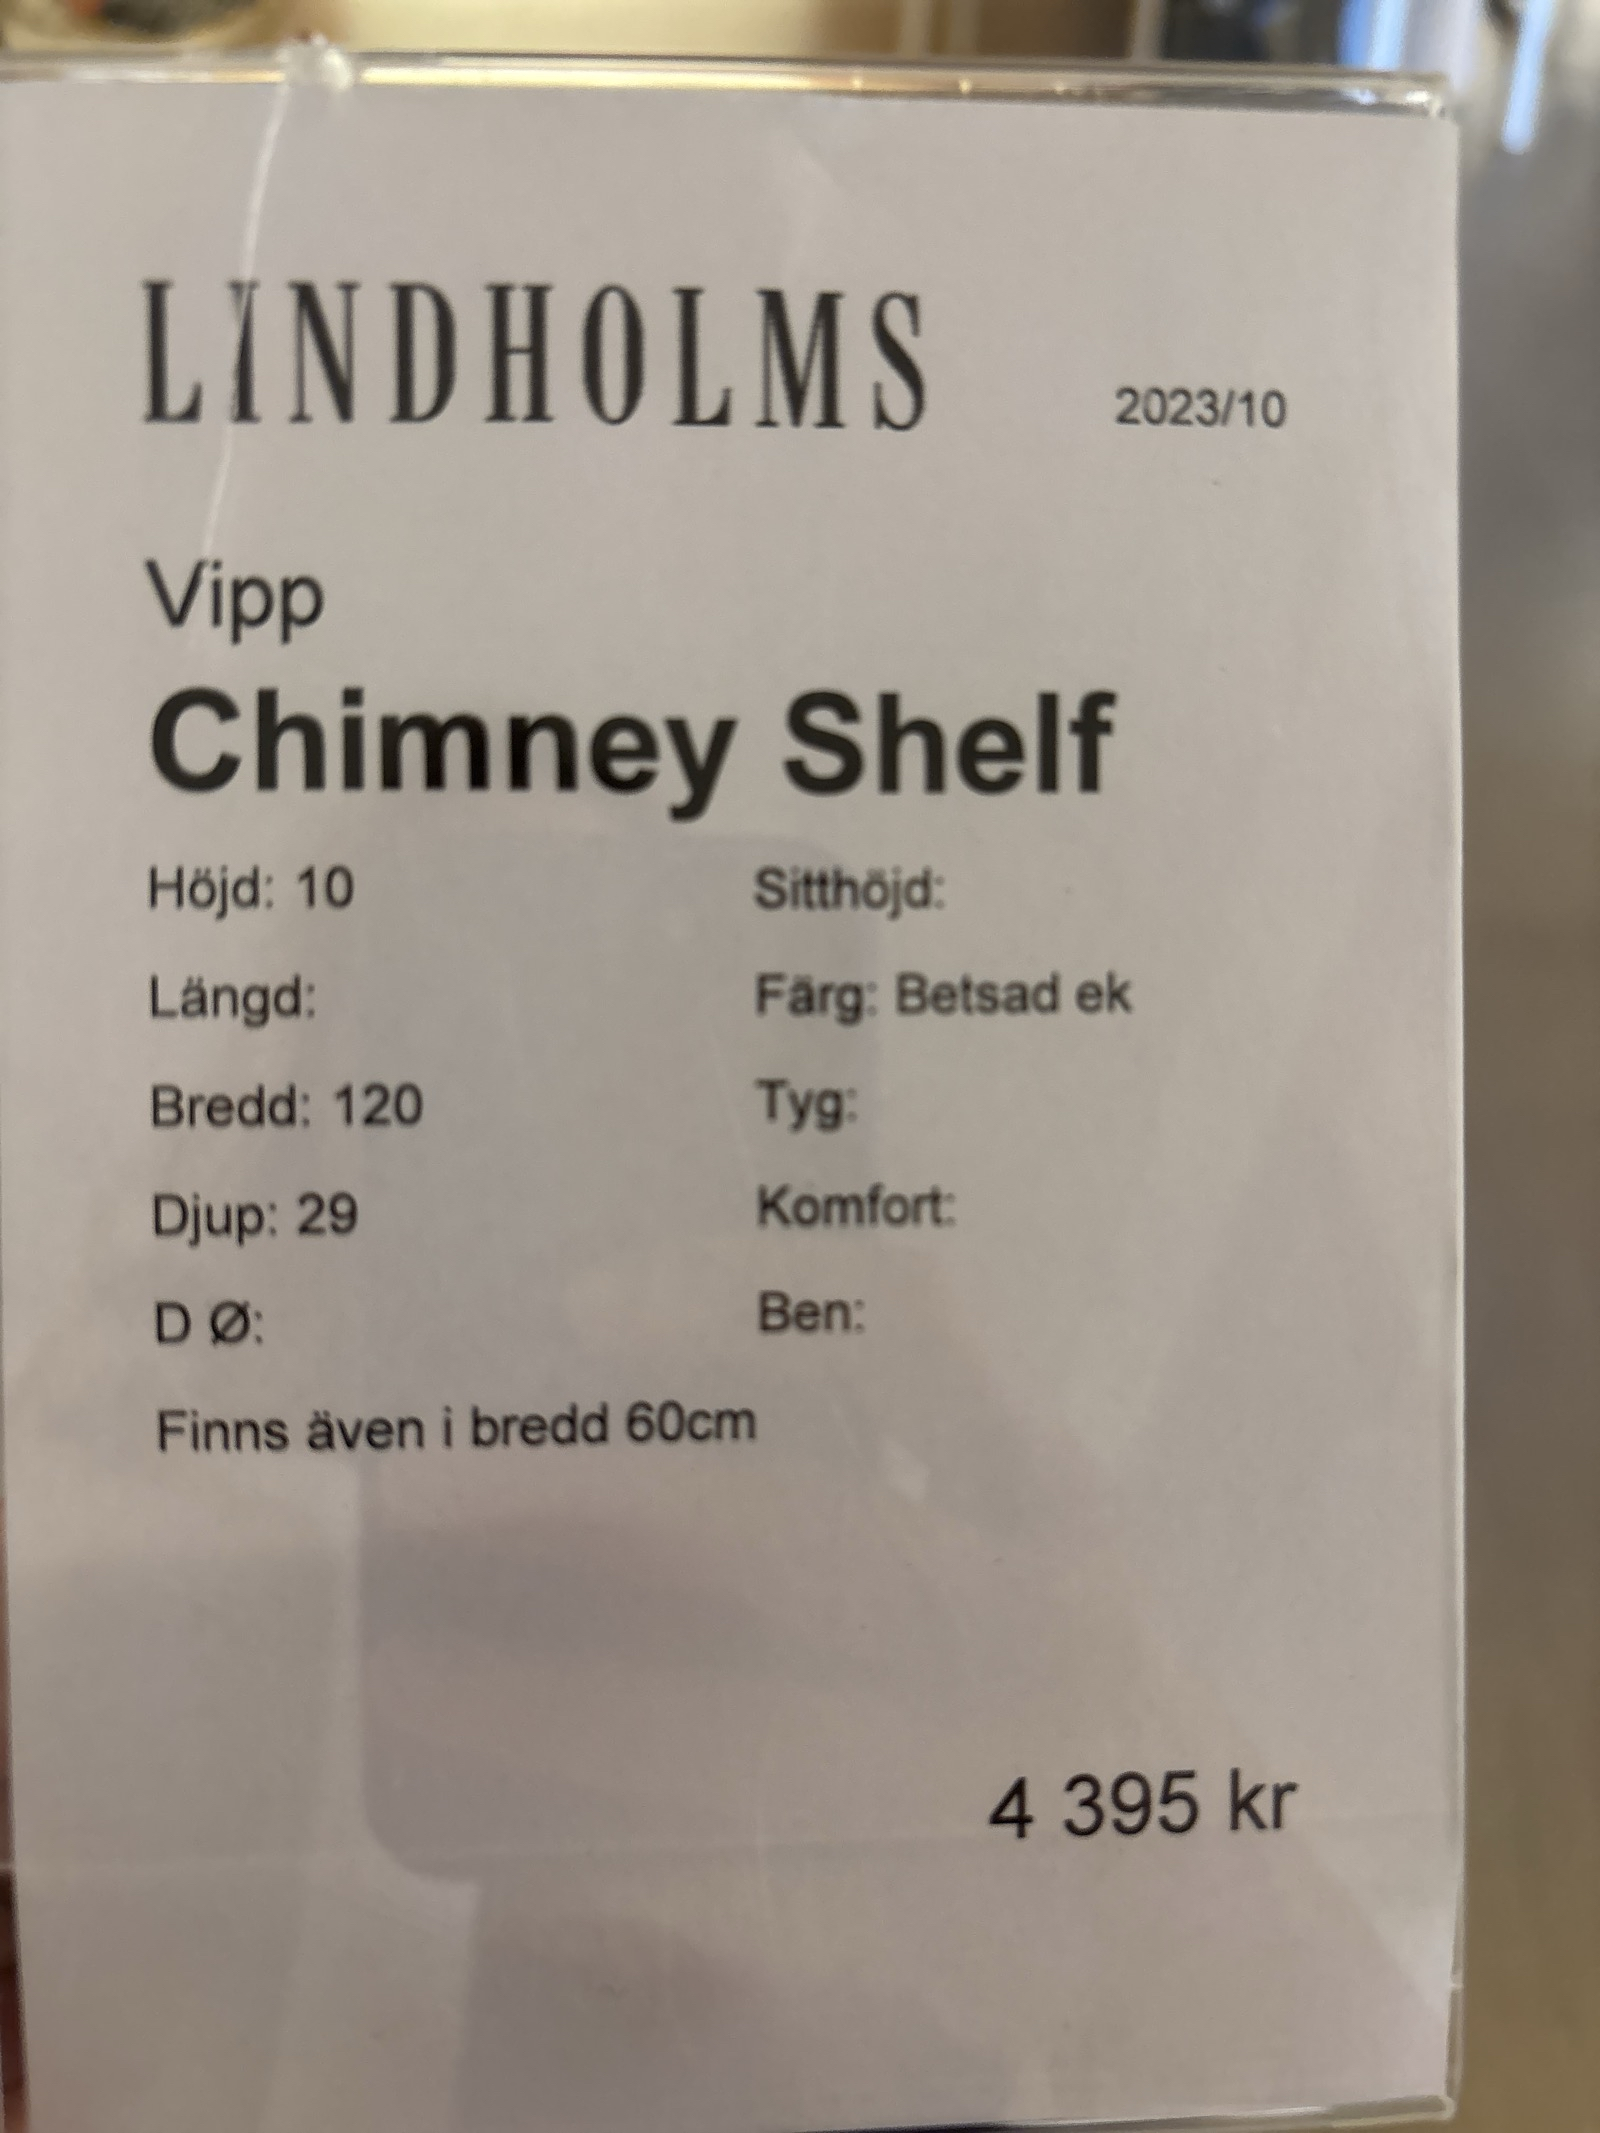 LINDHOLMS
2023/10
Vipp
Chimney Shelf
Höjd: 10
Sitthöjd:
Längd:
Färg: Betsad ek
Bredd: 120
Tyg:
Djup: 29
Komfort:
D Ø:
Ben:
Finns även i bredd 60cm
4 395 kr